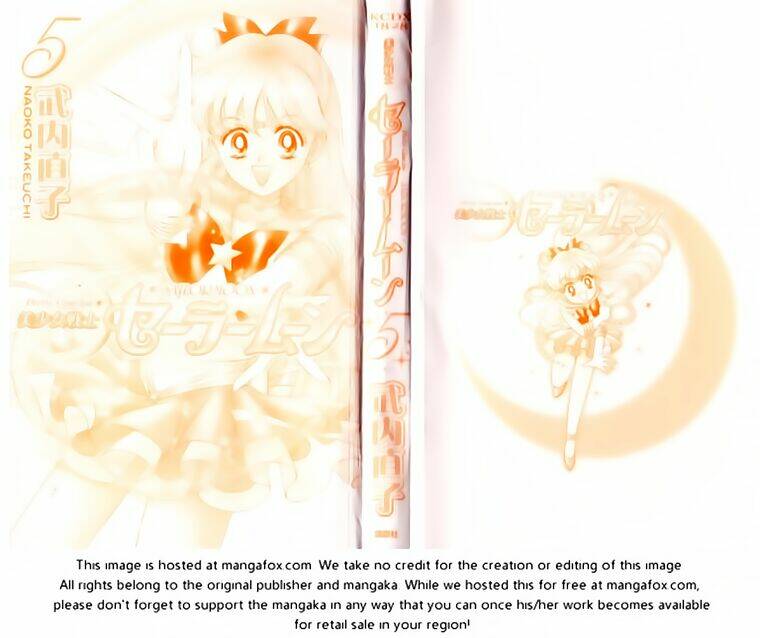 5
武内直子
NAOKO TAKEUCHI
SAILORMOON
美少女戦士
セーラームーン
KCDX
セーラームーン
5
武内直子
講談社
美少女戦士
セーラームーン
This image is hosted at mangafox.com. We take no credit for the creation or editing of this image
All rights belong to the original publisher and mangaka. While we hosted this for free at mangafox.com,
please don't forget to support the mangaka in any way that you can once his/her work becomes available
for retail sale in your region!